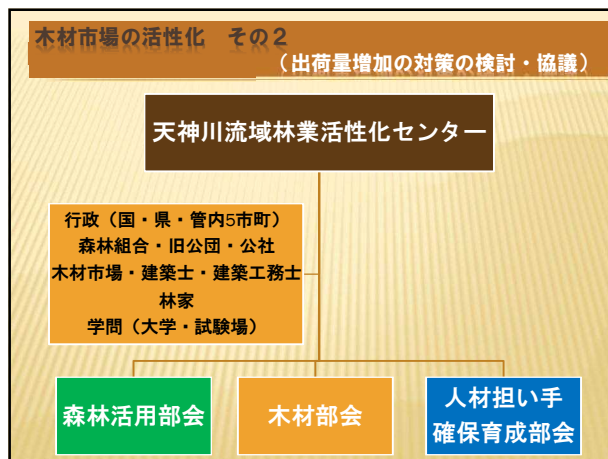 木材市場の活性化　その２
（出荷量増加の対策の検討・協議）
天神川流域林業活性化センター
行政（国・県・管内5市町）
森林組合・旧公団・公社
木材市場・建築士・建築工務士
林家
学問（大学・試験場）
森林活用部会
木材部会
人材担い手
確保育成部会